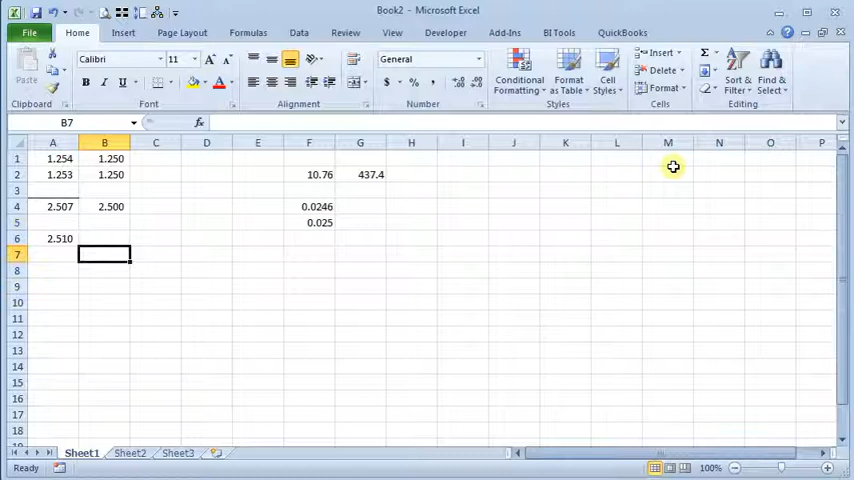 Book2 - Microsoft Excel
File Home Insert Page Layout Formulas Data Review View Developer Add-Ins BI Tools QuickBooks
Paste
Calibri 11
General
Conditional Formatting
Format as Table
Cell Styles
Insert
Delete
Format
Sort & Filter
Find & Select
Clipboard Font Alignment Number Styles Cells Editing
B7 fx
A B C D E F G H I J K L M N O P
1 1.254 1.250
2 1.253 1.250 10.76 437.4
3
4 2.507 2.500 0.0246
5 0.025
6 2.510
7
8
9
10
11
12
13
14
15
16
17
18
Sheet1 Sheet2 Sheet3
Ready 100%